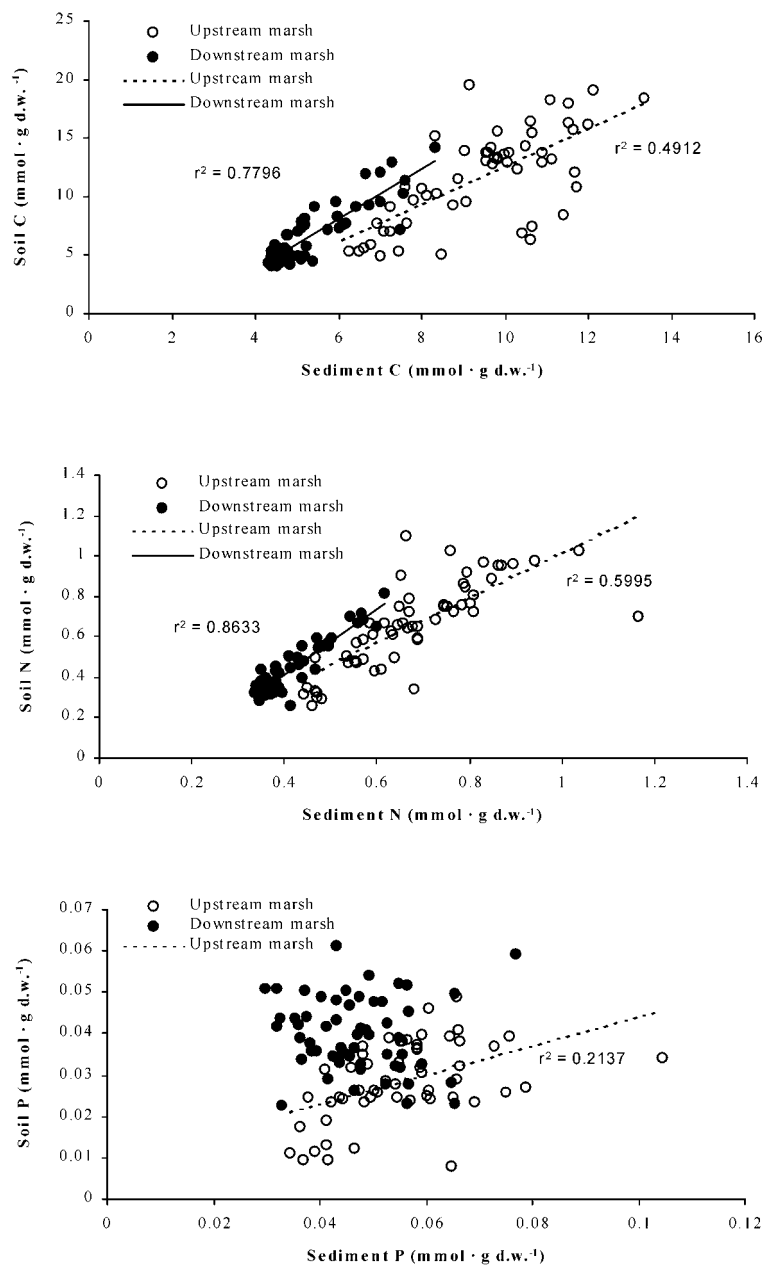 25
20
15
10
5
0
Soil C (mmol · g d.w. -1)
Upstream marsh
Downstream marsh
Upstream marsh
Downstream marsh
r2 = 0.7796
r2 = 0.4912
0 2 4 6 8 10 12 14 16
Sediment C (mmol · g d.w.-1)
1.4
1.2
1
0.8
0.6
0.4
0.2
0
Soil N (mmol · g d.w.-1)
Upstream marsh
Downstream marsh
Upstream marsh
Downstream marsh
r2 = 0.8633
r2 = 0.5995
0 0.2 0.4 0.6 0.8 1 1.2 1.4
Sediment N (mmol · g d.w.-1)
0.07
0.06
0.05
0.04
0.03
0.02
0.01
0
Soil P (mmol · g d.w.-1)
Upstream marsh
Downstream marsh
Upstream marsh
r2 = 0.2137
0 0.02 0.04 0.06 0.08 0.1 0.12
Sediment P (mmol · g d.w.-1)